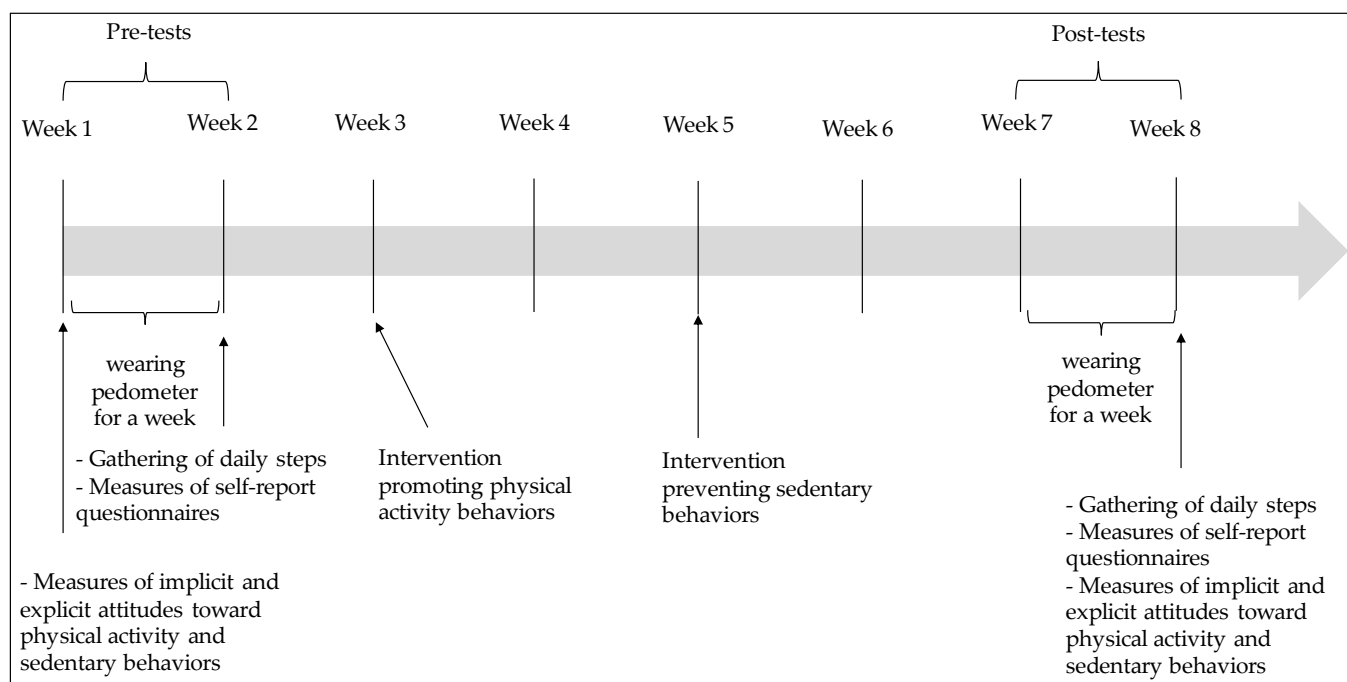 Pre-tests
Post-tests
Week 1
Week 2
Week 3
Week 4
Week 5
Week 6
Week 7
Week 8
wearing
pedometer
for a week
wearing
pedometer
for a week
- Gathering of daily steps
- Measures of self-report
questionnaires
Intervention
promoting physical
activity behaviors
Intervention
preventing sedentary
behaviors
- Measures of implicit and
explicit attitudes toward
physical activity and
sedentary behaviors
- Gathering of daily steps
- Measures of self-report
questionnaires
- Measures of implicit and
explicit attitudes toward
physical activity and
sedentary behaviors